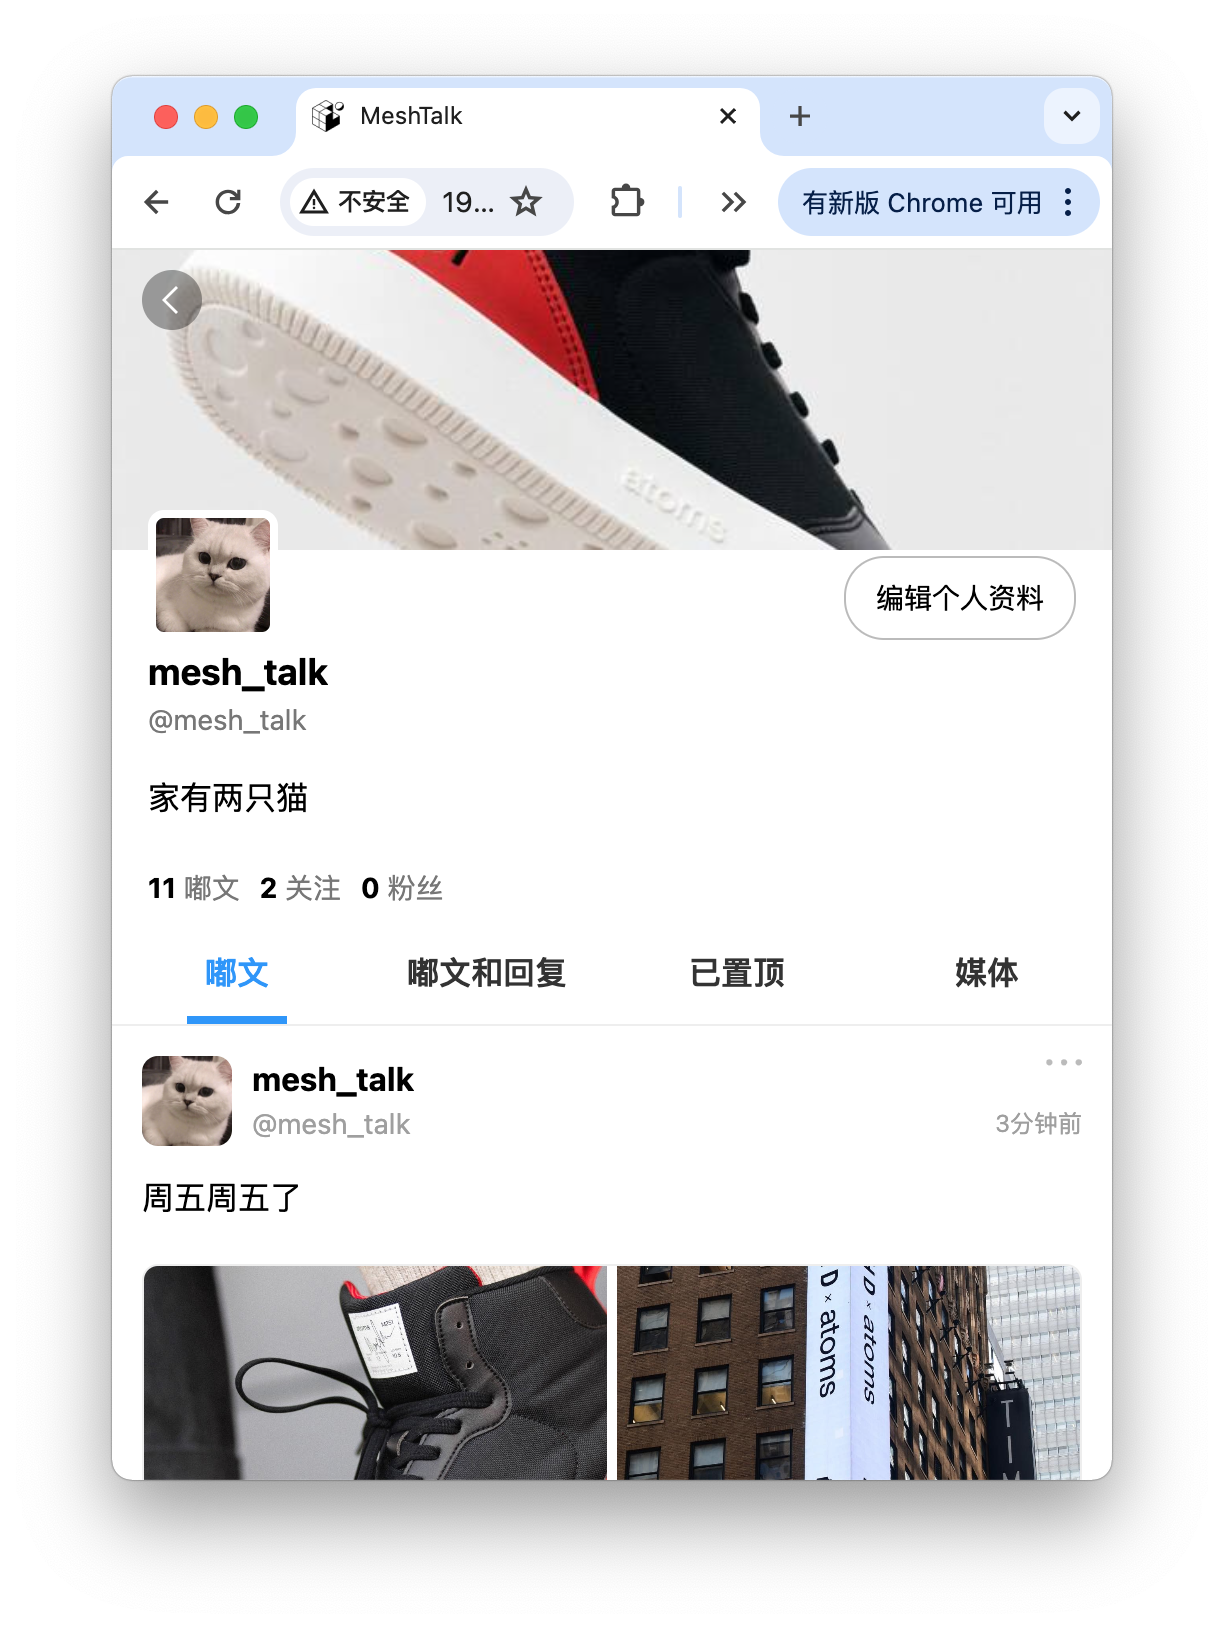 MeshTalk
不安全 19... 有新版 Chrome 可用
atoms
编辑个人资料
mesh_talk
@mesh_talk
家有两只猫
11 嘟文 2 关注 0 粉丝
嘟文 嘟文和回复 已置顶 媒体
mesh_talk
@mesh_talk
3分钟前
周五周五了
D × atoms
D × atoms
TIM